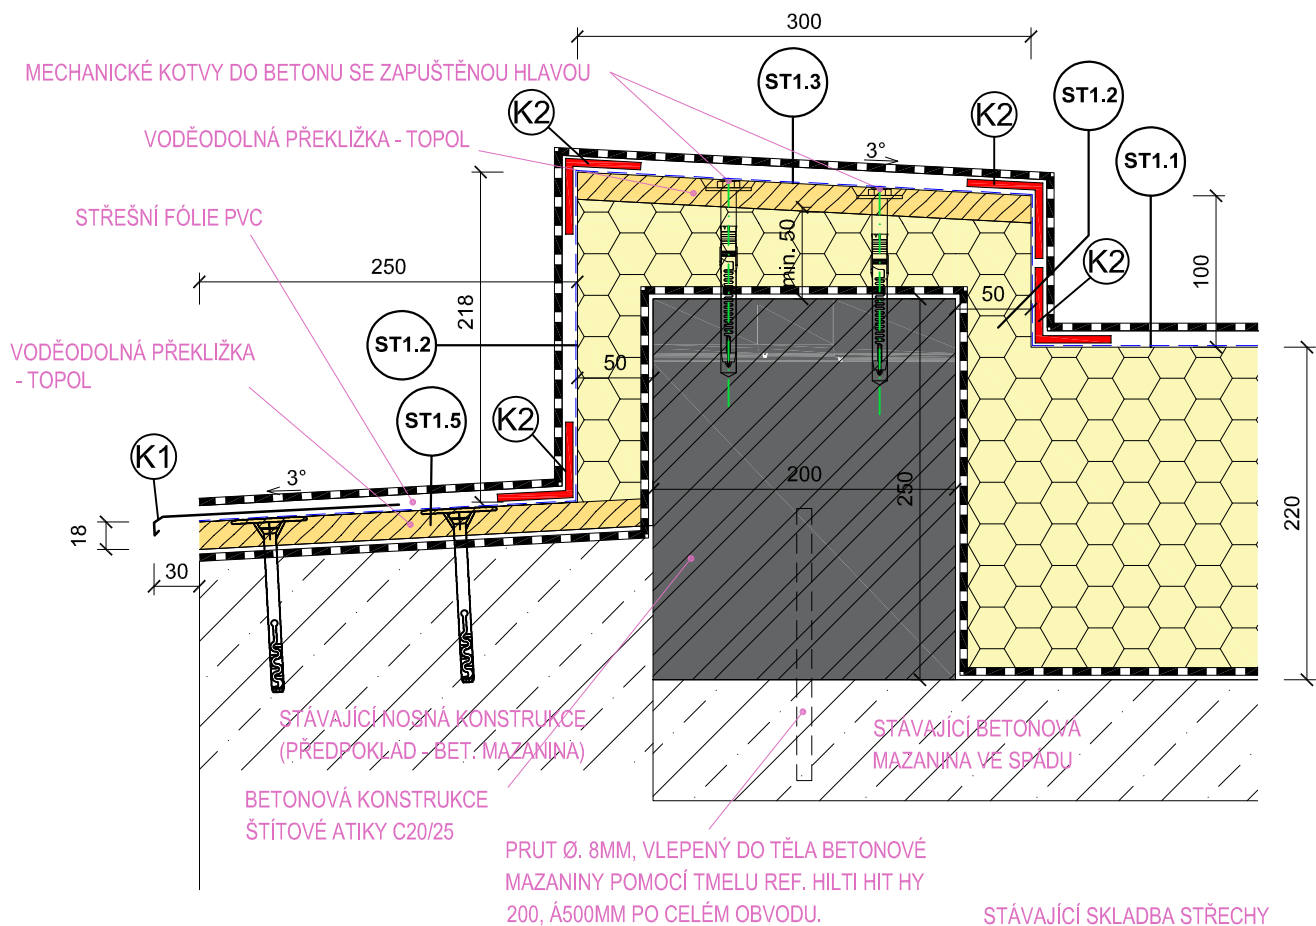 300
MECHANICKÉ KOTVY DO BETONU SE ZAPUŠTĚNOU HLAVOU
ST1.3
ST1.2
K2
K2
VODĚODOLNÁ PŘEKLIŽKA - TOPOL
3°
ST1.1
STŘEŠNÍ FÓLIE PVC
250
218
min. 50
K2
100
50
VODĚODOLNÁ PŘEKLIŽKA
- TOPOL
ST1.2
50
ST1.5
K2
K1
3°
200
250
18
220
30
STÁVAJÍCÍ NOSNÁ KONSTRUKCE
(PŘEDPOKLAD - BET. MAZANINA)
STÁVAJÍCÍ BETONOVA
MAZANINA VE SPÁDU
BETONOVÁ KONSTRUKCE
ŠTÍTOVÉ ATIKY C20/25
PRUT Ø. 8MM, VLEPENÝ DO TĚLA BETONOVÉ
MAZANINY POMOCÍ TMELU REF. HILTI HIT HY
200, Á500MM PO CELÉM OBVODU.
STÁVAJÍCÍ SKLADBA STŘECHY